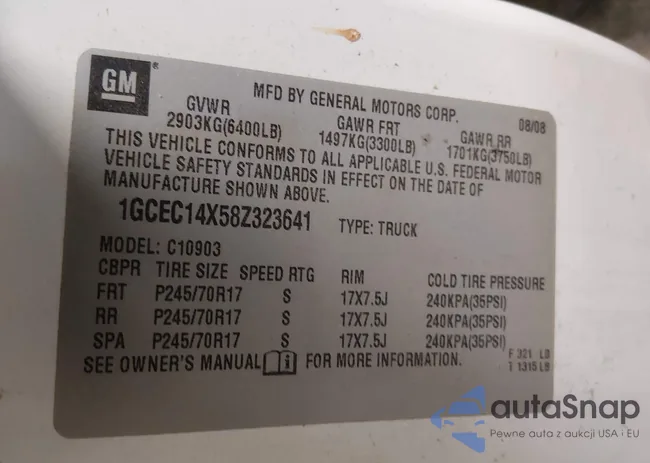 GM
MFD BY GENERAL MOTORS CORP. 08/08
GVWR GAWR FRT GAWR RR
2903KG(6400LB) 1497KG(3300LB) 1701KG(3750LB)
THIS VEHICLE CONFORMS TO ALL APPLICABLE U.S. FEDERAL MOTOR
VEHICLE SAFETY STANDARDS IN EFFECT ON THE DATE OF
MANUFACTURE SHOWN ABOVE.
1GCEC14X58Z323641 TYPE: TRUCK
MODEL: C10903
CBPR TIRE SIZE SPEED RTG RIM COLD TIRE PRESSURE
FRT P245/70R17 S 17X7.5J 240KPA(35PSI)
RR P245/70R17 S 17X7.5J 240KPA(35PSI)
SPA P245/70R17 S 17X7.5J 240KPA(35PSI)
SEE OWNER'S MANUAL FOR MORE INFORMATION.
F 321 LB
T 1315 LB
autaSnap
Pewne auta z aukcji USA i EU